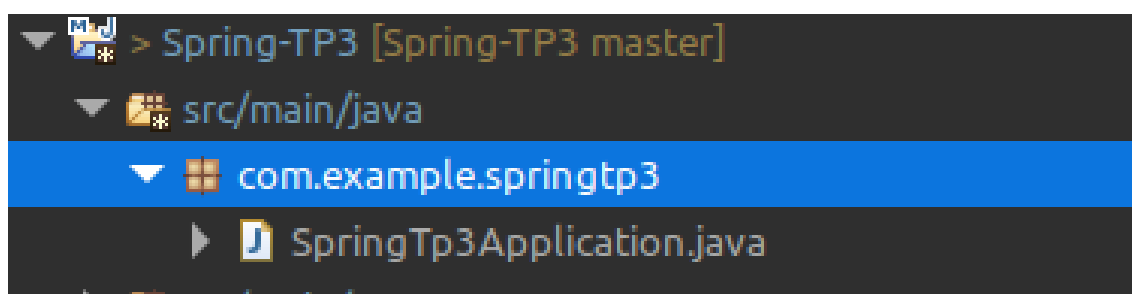 > Spring-TP3 [Spring-TP3 master]
src/main/java
com.example.springtp3
SpringTp3Application.java